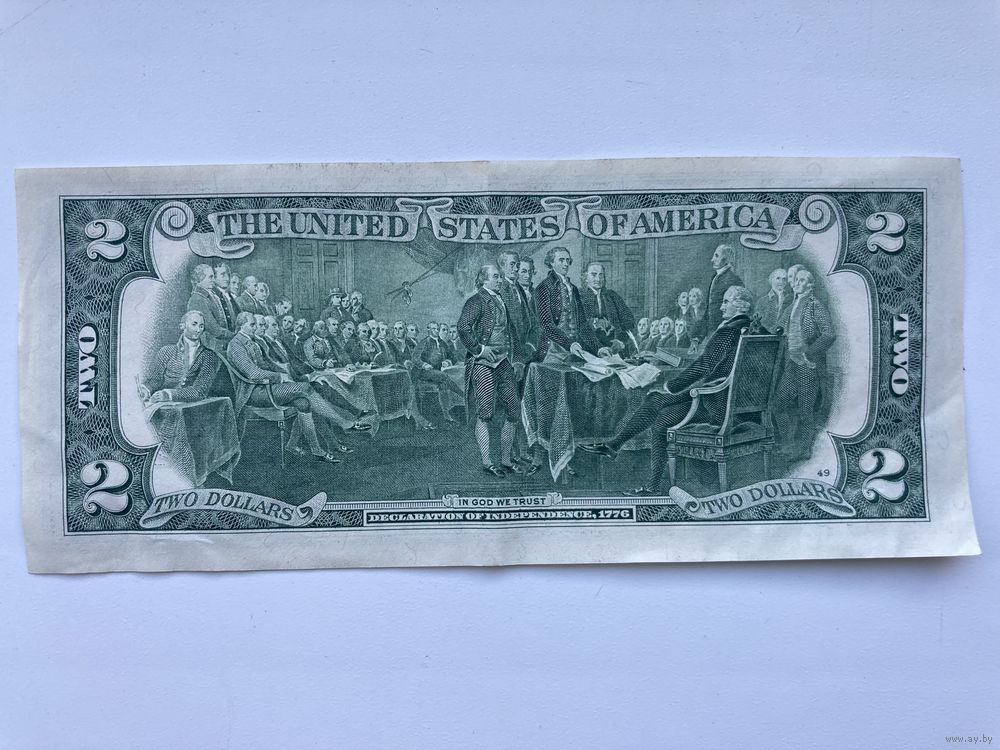 THE UNITED STATES OF AMERICA
2 2
TWO TWO
2 49 2
TWO DOLLARS IN GOD WE TRUST TWO DOLLARS
DECLARATION OF INDEPENDENCE, 1776
www.ay.by